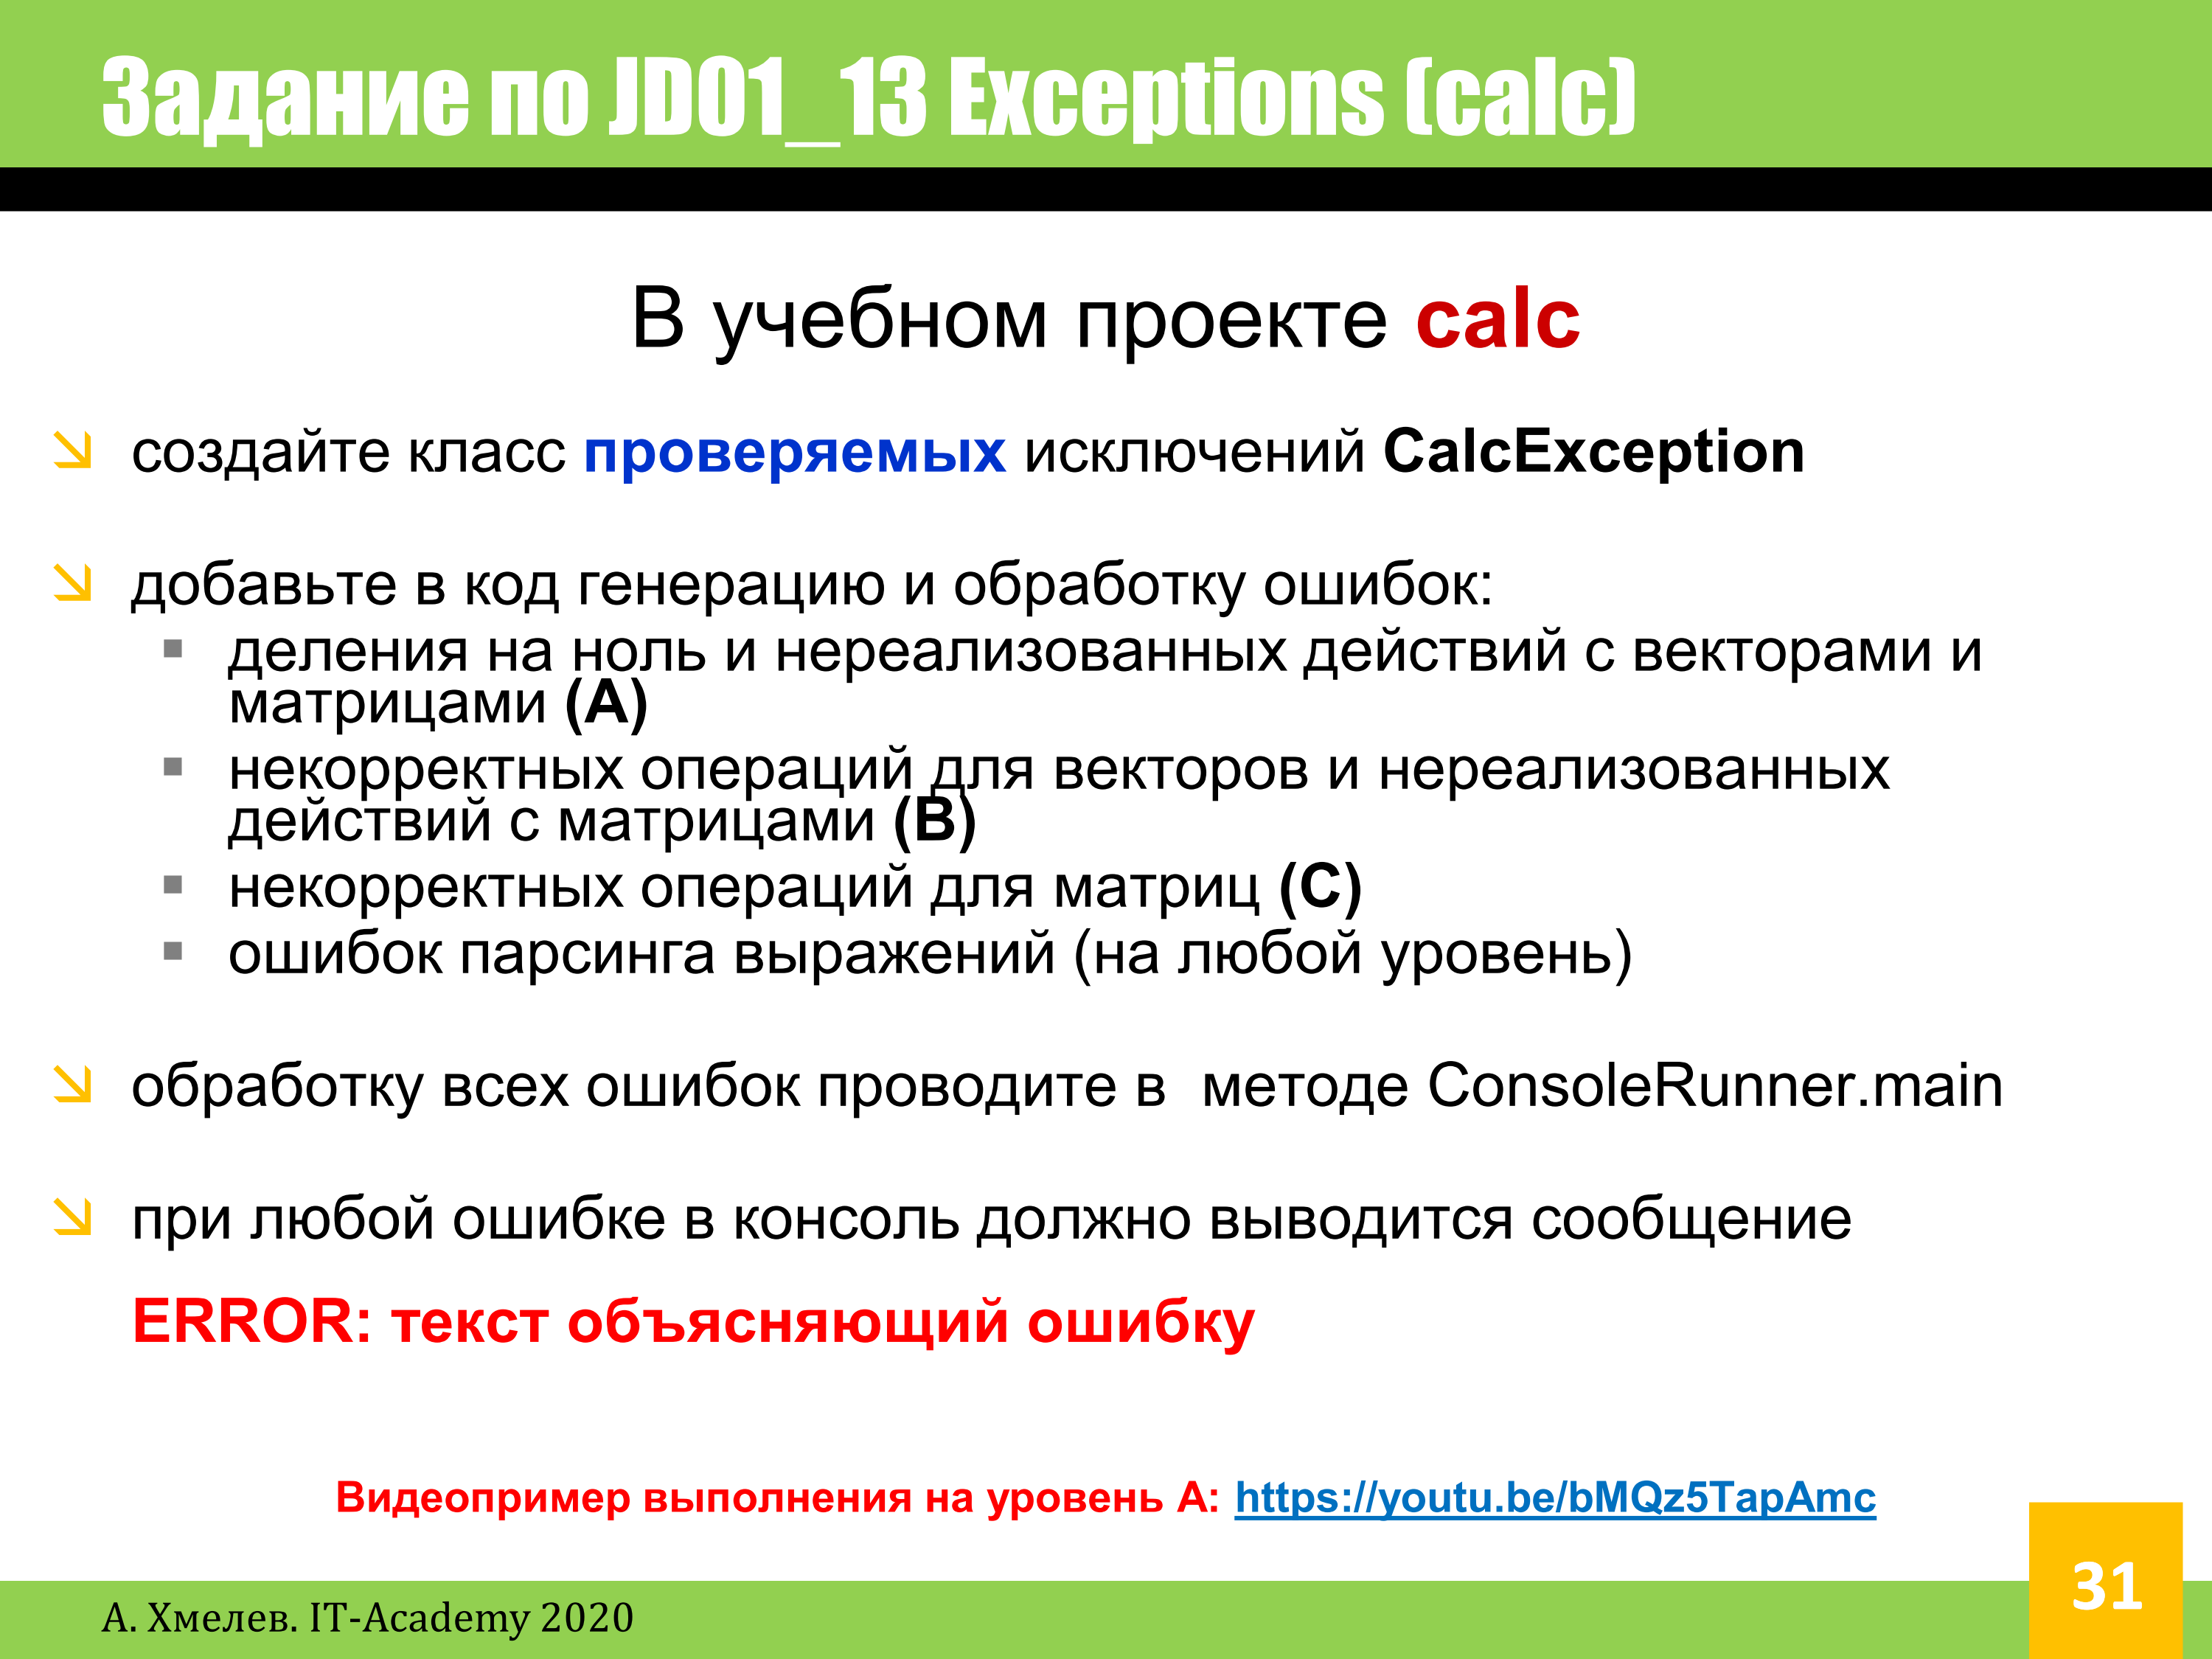 Задание по JD01_13 Exceptions (calc)
В учебном проекте calc
создайте класс проверяемых исключений CalcException
добавьте в код генерацию и обработку ошибок:
деления на ноль и нереализованных действий с векторами и
матрицами (A)
некорректных операций для векторов и нереализованных
действий с матрицами (B)
некорректных операций для матриц (C)
ошибок парсинга выражений (на любой уровень)
обработку всех ошибок проводите в  методе ConsoleRunner.main
при любой ошибке в консоль должно выводится сообщение
ERROR: текст объясняющий ошибку
Видеопример выполнения на уровень А: https://youtu.be/bMQz5TapAmc
31
А. Хмелев. IT-Academy 2020